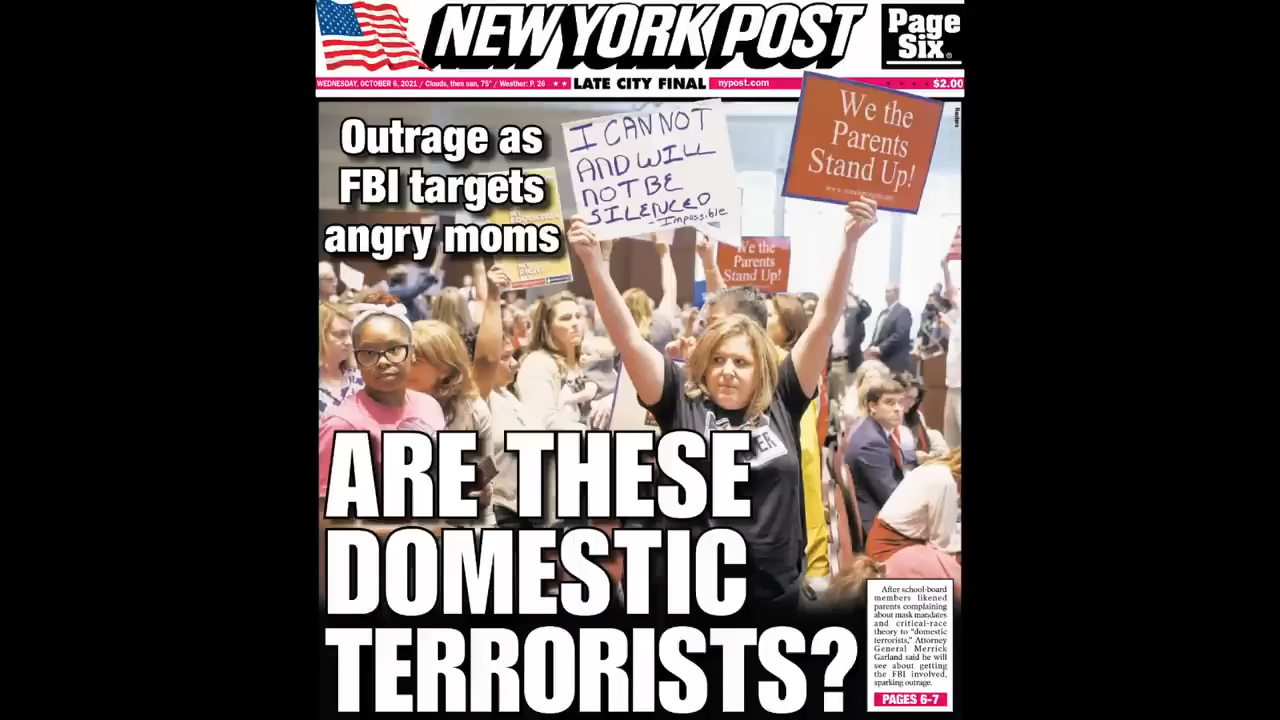 NEW YORK POST
Page
Six®
WEDNESDAY, OCTOBER 6, 2021 / Clouds, then sun, 75° / Weather: P. 26
LATE CITY FINAL
nypost.com
$2.00
Reuters
Outrage as
FBI targets
angry moms
I CANNOT
AND WILL
NOT BE
SILENCED
- Impossible
We the
Parents
Stand Up!
We the
Parents
Stand Up!
ARE THESE
DOMESTIC
TERRORISTS?
After school-board
members likened
parents complaining
about mask mandates
and critical-race
theory to “domestic
terrorists,” Attorney
General Merrick
Garland said he will
see about getting
the FBI involved,
sparking outrage.
PAGES 6-7